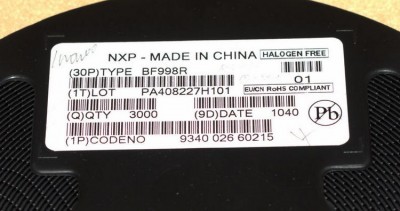 NXP - MADE IN CHINA HALOGEN FREE
(30P)TYPE BF998R
01
(1T)LOT PA408227H101 EU/CN RoHS COMPLIANT
(Q)QTY 3000 (9D)DATE 1040
Pb
(1P)CODENO 9340 026 60215